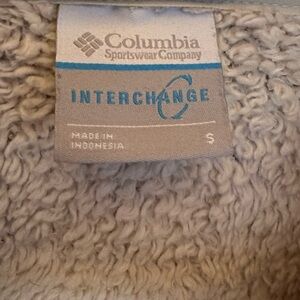 Columbia
Sportswear Company
INTERCHANGE
MADE IN
INDONESIA
S